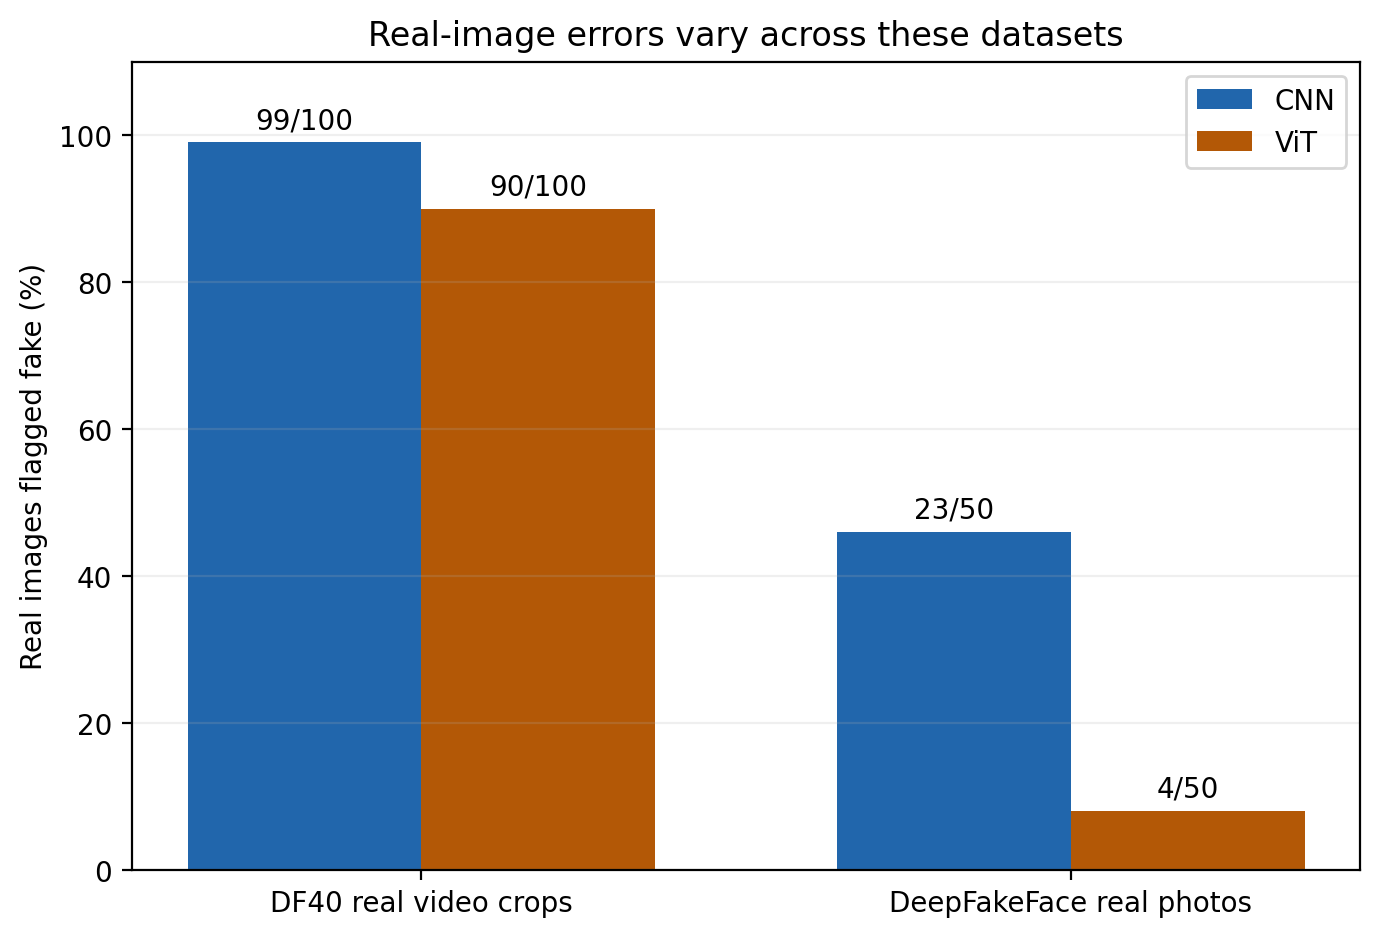 Real-image errors vary across these datasets
CNN
ViT
99/100
90/100
23/50
4/50
Real images flagged fake (%)
100
80
60
40
20
0
DF40 real video crops
DeepFakeFace real photos